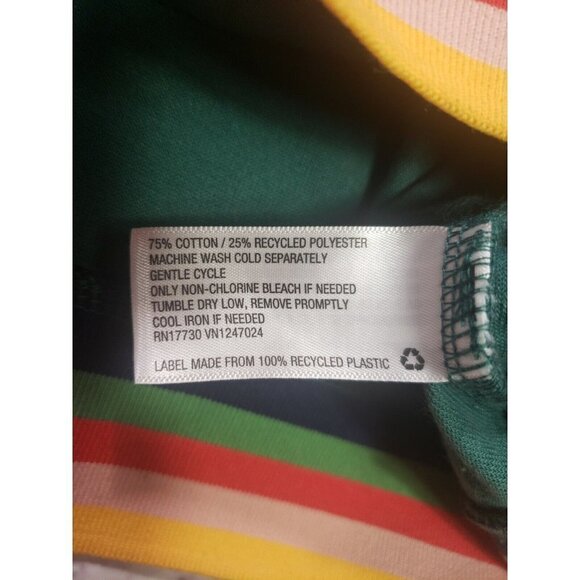 75% COTTON / 25% RECYCLED POLYESTER
MACHINE WASH COLD SEPARATELY
GENTLE CYCLE
ONLY NON-CHLORINE BLEACH IF NEEDED
TUMBLE DRY LOW, REMOVE PROMPTLY
COOL IRON IF NEEDED
RN17730 VN1247024
LABEL MADE FROM 100% RECYCLED PLASTIC